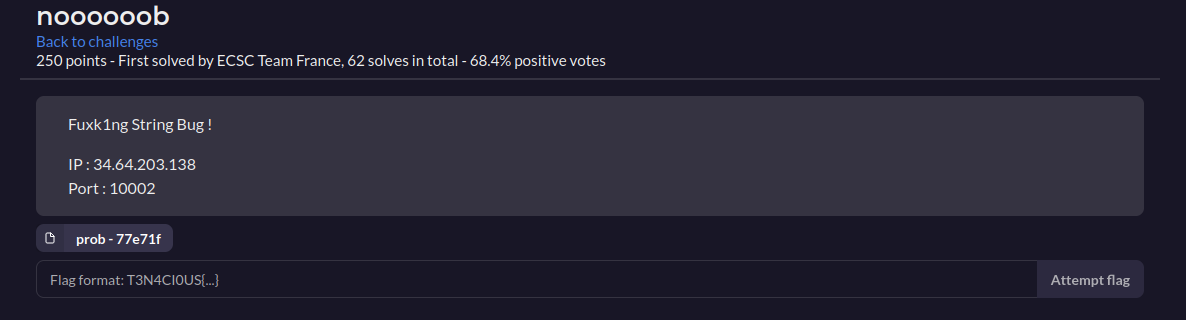 noooooob
Back to challenges
250 points - First solved by ECSC Team France, 62 solves in total - 68.4% positive votes
Fuxk1ng String Bug !
IP : 34.64.203.138
Port : 10002
prob - 77e71f
Flag format: T3N4CI0US{...}
Attempt flag